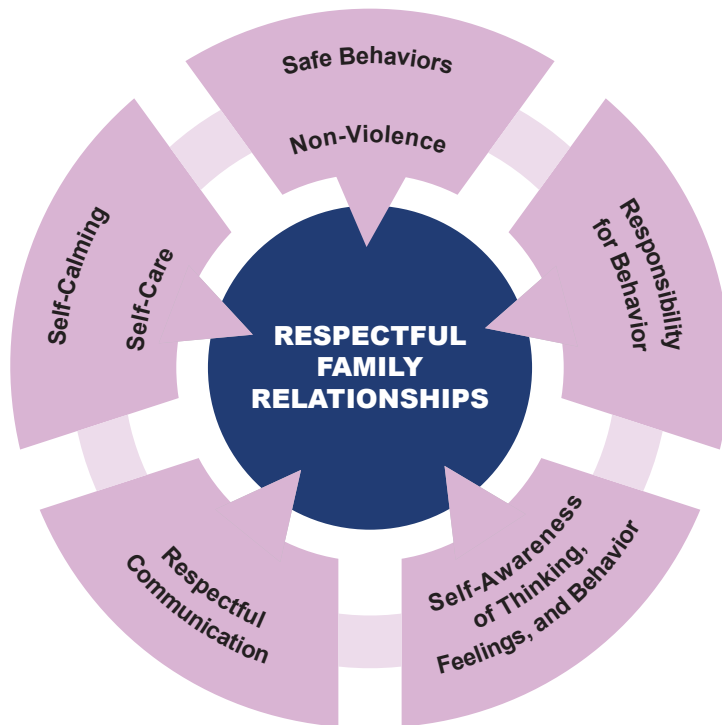 Safe Behaviors
Non-Violence
Responsibility
for Behavior
Self-Awareness
of Thinking,
Feelings, and Behavior
Respectful
Communication
Self-Calming
Self-Care
RESPECTFUL
FAMILY
RELATIONSHIPS